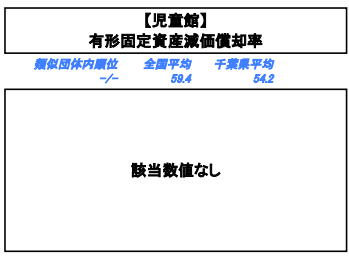 【児童館】
有形固定資産減価償却率
類似団体内順位 全国平均 千葉県平均
-/- 59.4 54.2
該当数値なし